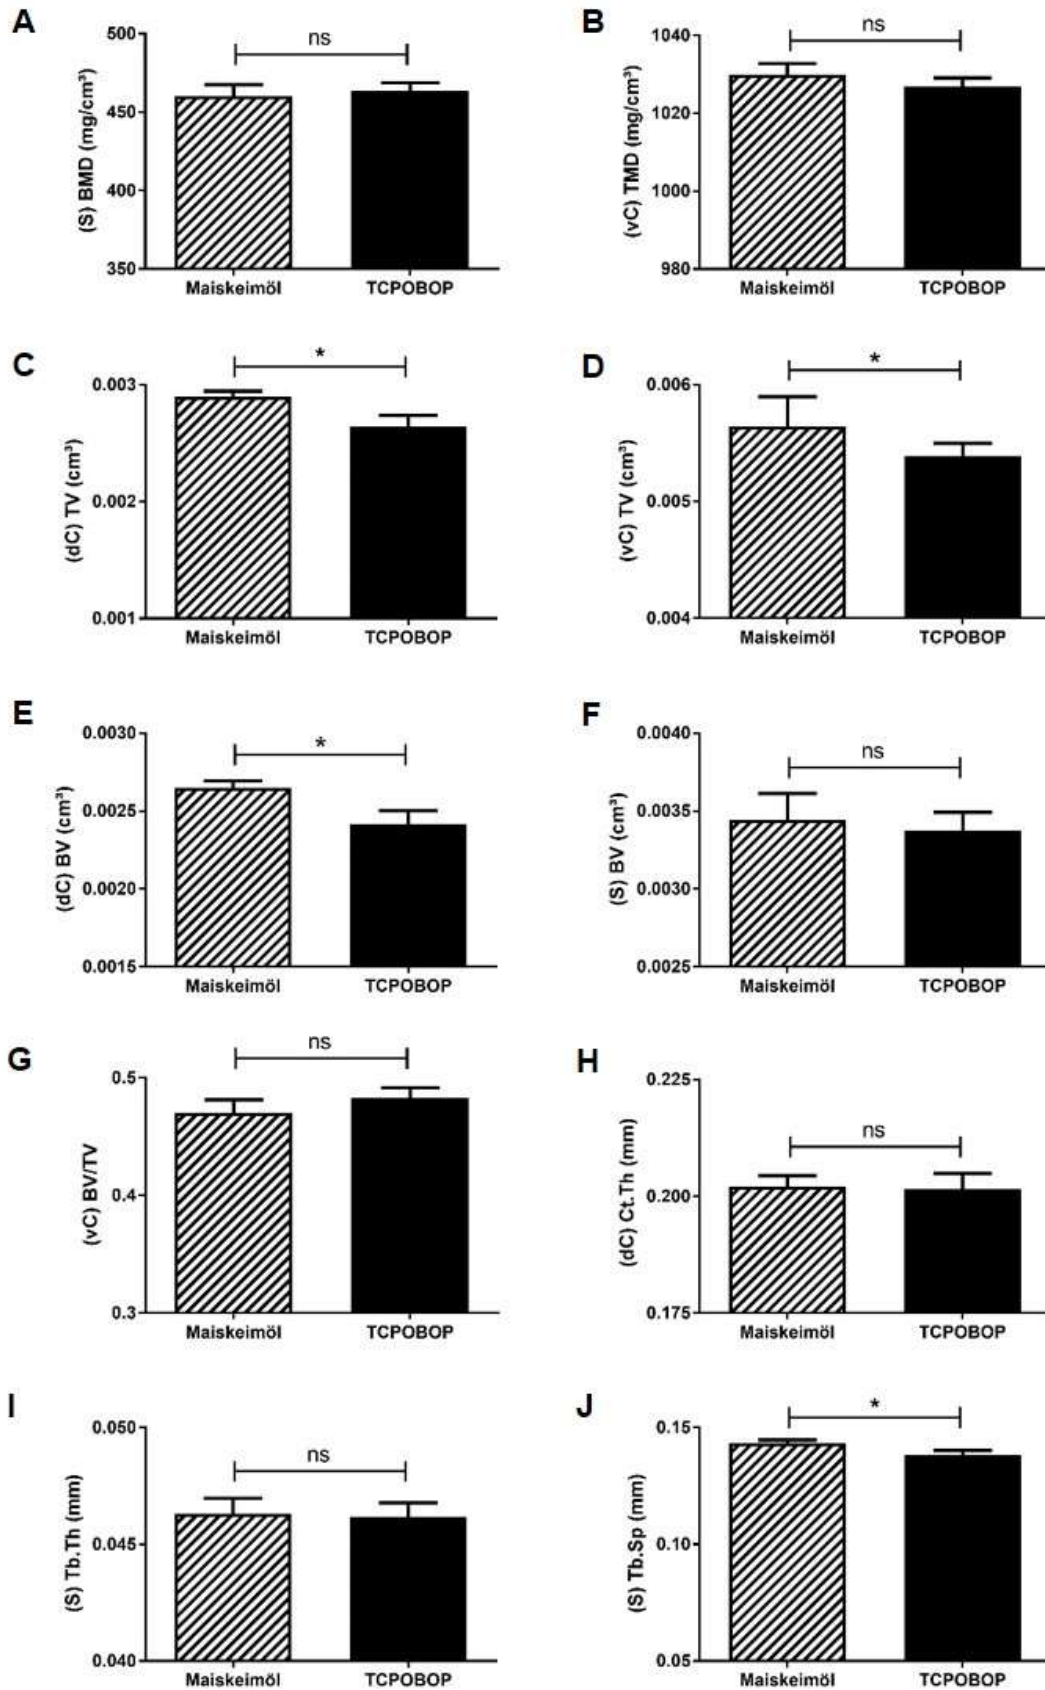 A
(S) BMD (mg/cm³)
500
450
400
350
ns
Maiskeimöl
TCPOBOP
B
(vC) TMD (mg/cm³)
1040
1020
1000
980
ns
Maiskeimöl
TCPOBOP
C
(dC) TV (cm³)
0.003
0.002
0.001
*
Maiskeimöl
TCPOBOP
D
(vC) TV (cm³)
0.006
0.005
0.004
*
Maiskeimöl
TCPOBOP
E
(dC) BV (cm³)
0.0030
0.0025
0.0020
0.0015
*
Maiskeimöl
TCPOBOP
F
(S) BV (cm³)
0.0040
0.0035
0.0030
0.0025
ns
Maiskeimöl
TCPOBOP
G
(vC) BV/TV
0.5
0.4
0.3
ns
Maiskeimöl
TCPOBOP
H
(dC) Ct.Th (mm)
0.225
0.200
0.175
ns
Maiskeimöl
TCPOBOP
I
(S) Tb.Th (mm)
0.050
0.045
0.040
ns
Maiskeimöl
TCPOBOP
J
(S) Tb.Sp (mm)
0.15
0.10
0.05
*
Maiskeimöl
TCPOBOP